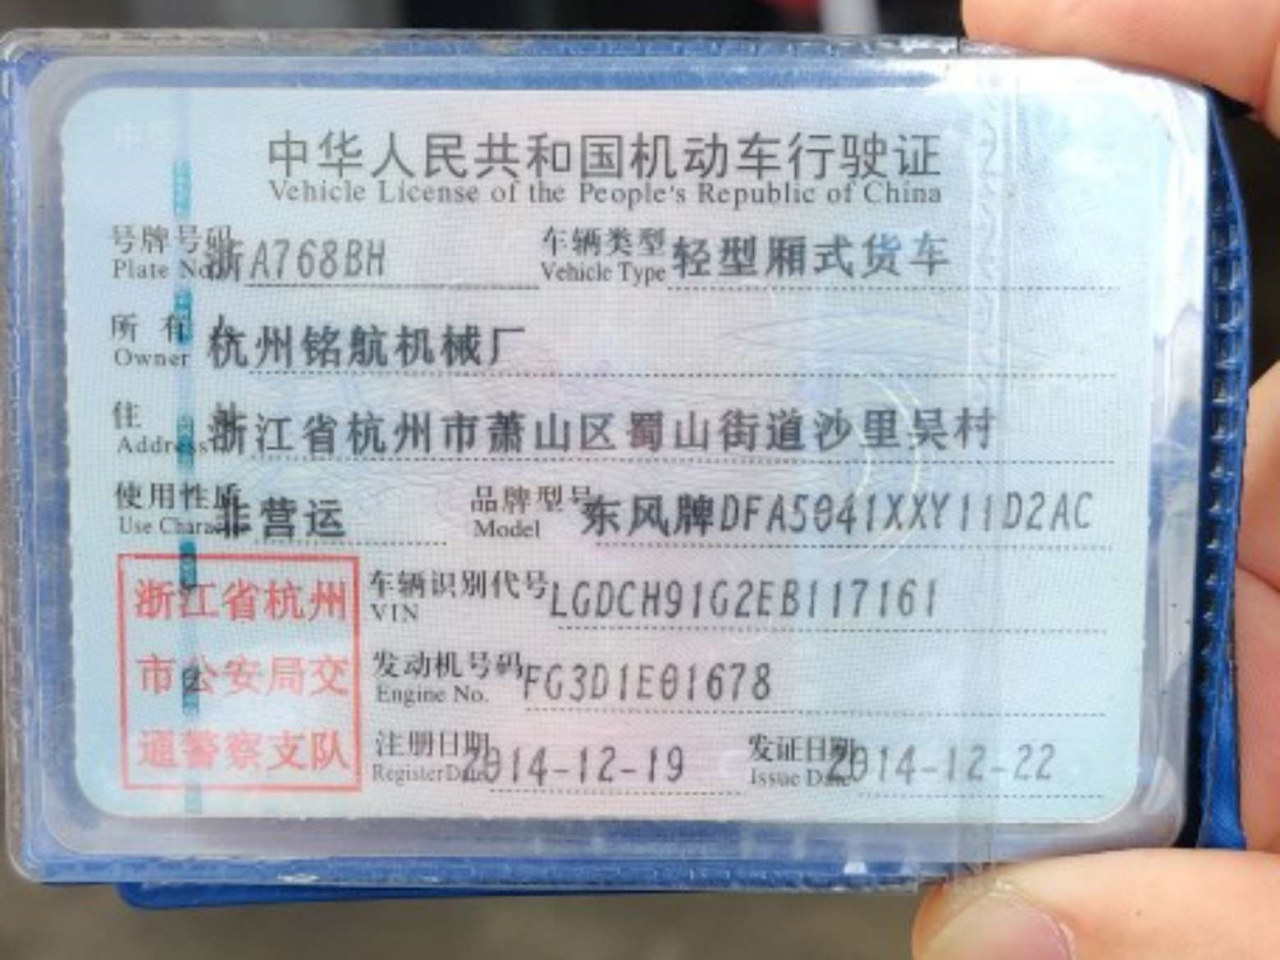 中华人民共和国机动车行驶证
Vehicle License of the People's Republic of China
号牌号码 浙A768BH 车辆类型 轻型厢式货车
Plate No. Vehicle Type
所有人 杭州铭航机械厂
Owner
住址 浙江省杭州市萧山区蜀山街道沙里吴村
Address
使用性质 非营运 品牌型号 东风牌DFA5041XXY11D2AC
Use Character Model
车辆识别代号 LGDCH91G2EB117161
VIN
发动机号码 FG3D1E01678
Engine No.
注册日期 2014-12-19 发证日期 2014-12-22
Register Date Issue Date
浙江省杭州
市公安局交
通警察支队